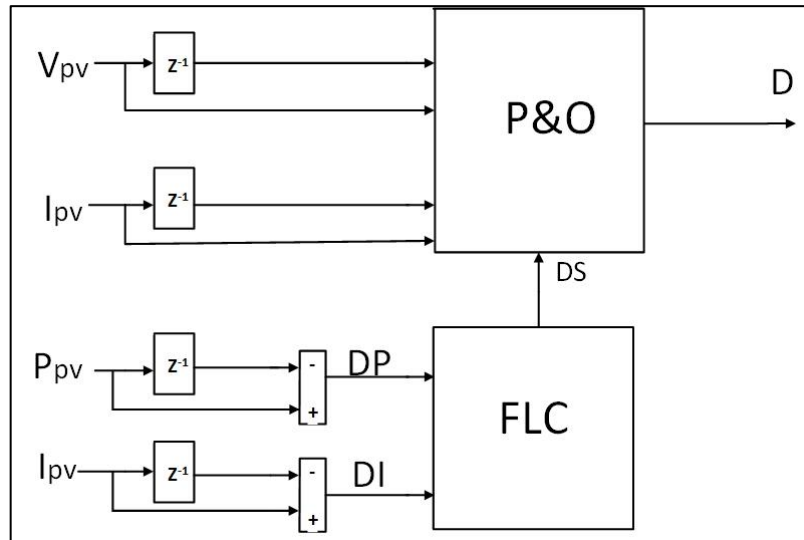 Vpv
Z⁻¹
P&O
D
Ipv
Z⁻¹
DS
Ppv
Z⁻¹
-
+
DP
FLC
Ipv
Z⁻¹
-
+
DI